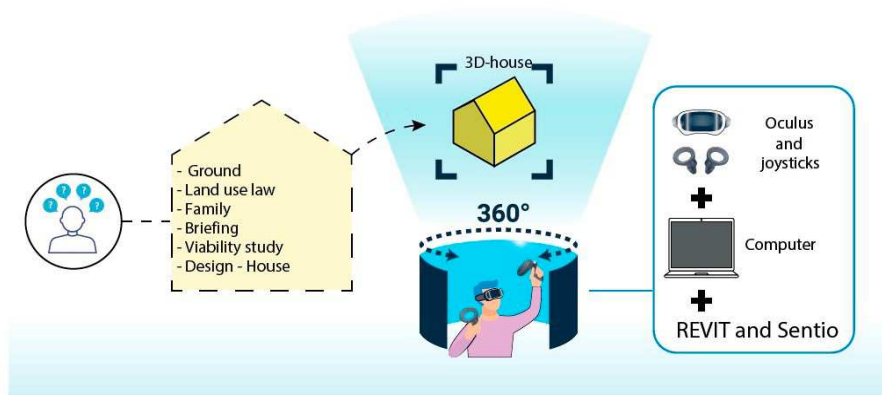 3D-house
- Ground
- Land use law
- Family
- Briefing
- Viability study
- Design - House
? ? ? ?
360°
Oculus
and
joysticks
+
Computer
+
REVIT and Sentio